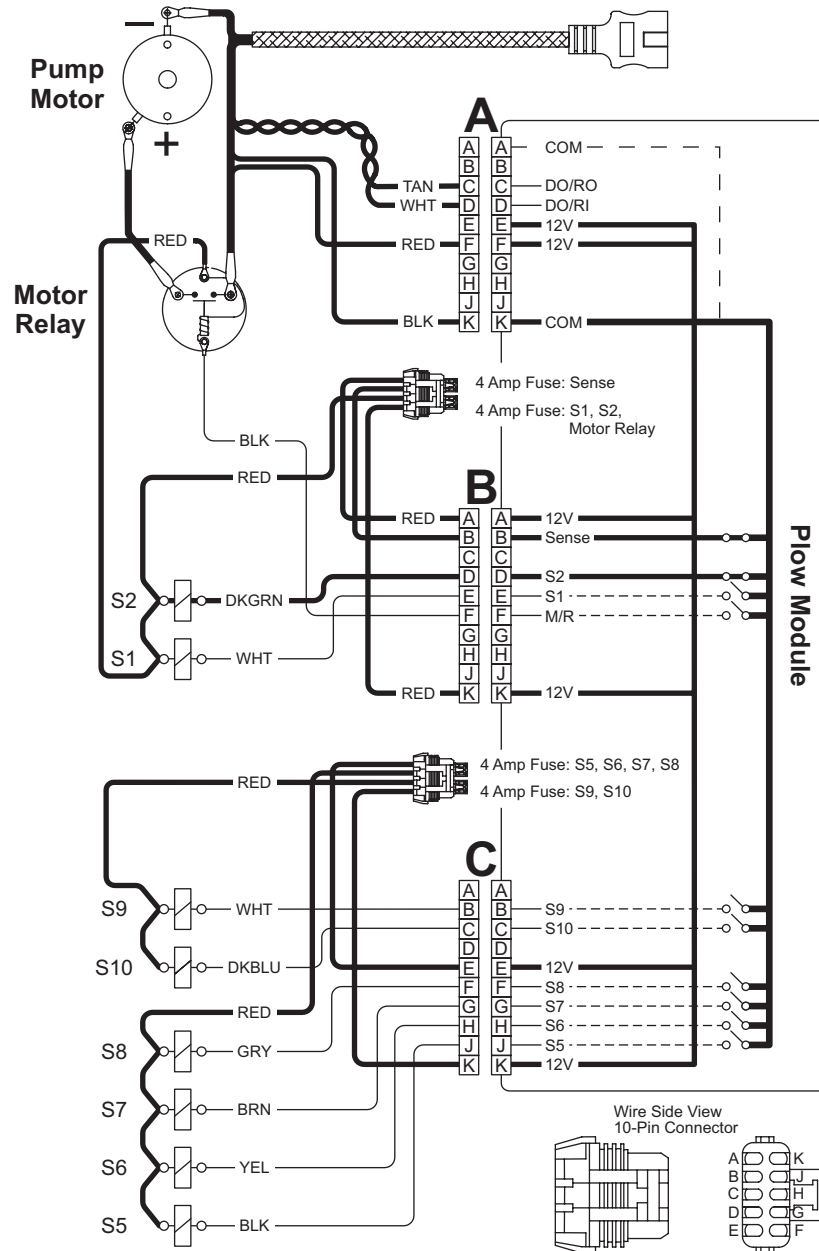 −
Pump
Motor
+
A
A A COM
B B
TAN C C DO/RO
WHT D D DO/RI
E E 12V
RED F F 12V
G G
H H
J J
BLK K K COM
RED
Motor
Relay
4 Amp Fuse: Sense
4 Amp Fuse: S1, S2,
Motor Relay
BLK
RED
B
RED A A 12V
B B Sense
C C
S2 DKGRN D D S2
E E S1
F F M/R
G G
S1 WHT H H
J J
RED K K 12V
Plow Module
4 Amp Fuse: S5, S6, S7, S8
RED
4 Amp Fuse: S9, S10
C
A A
S9 WHT B B S9
C C S10
D D
S10 DKBLU E E 12V
F F S8
RED G G S7
H H S6
S8 GRY J J S5
K K 12V
S7 BRN
S6 YEL
S5 BLK
Wire Side View
10-Pin Connector
A K
B J
C H
D G
E F